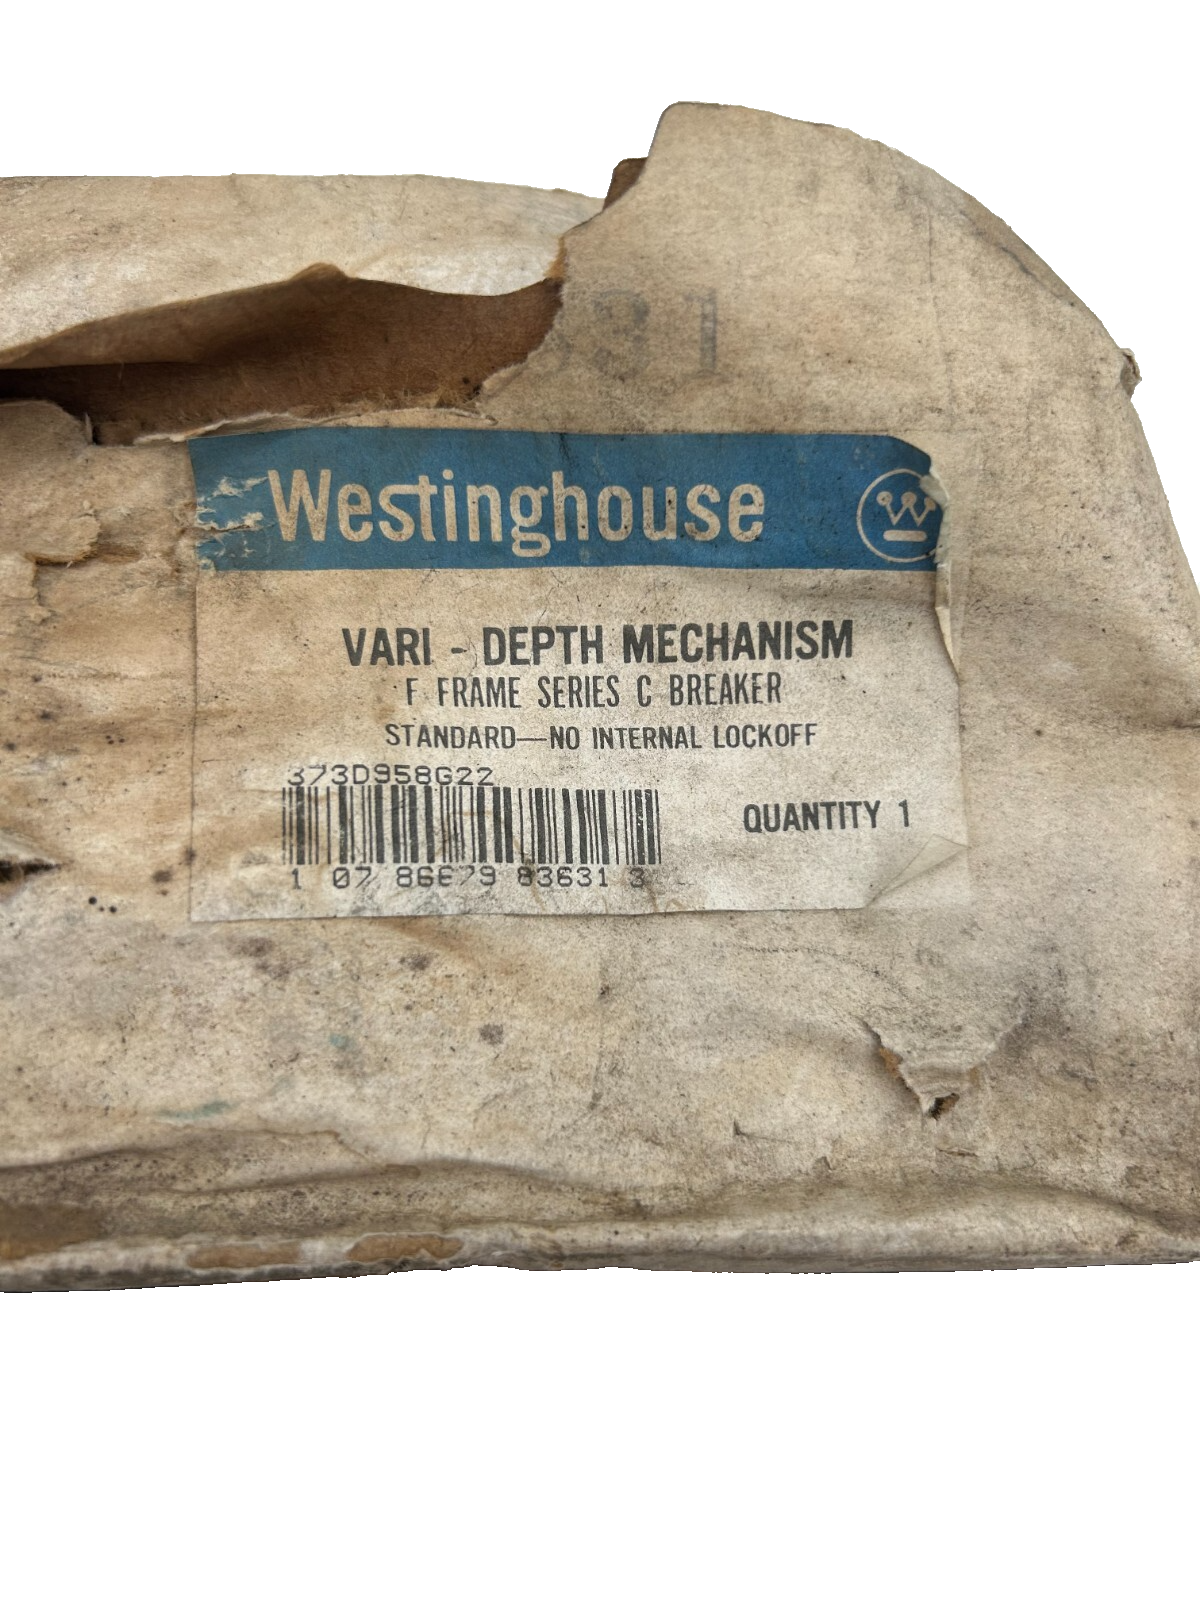 31
Westinghouse
W
VARI - DEPTH MECHANISM
F FRAME SERIES C BREAKER
STANDARD—NO INTERNAL LOCKOFF
373D958G22
QUANTITY 1
1 07 86679 83631 3